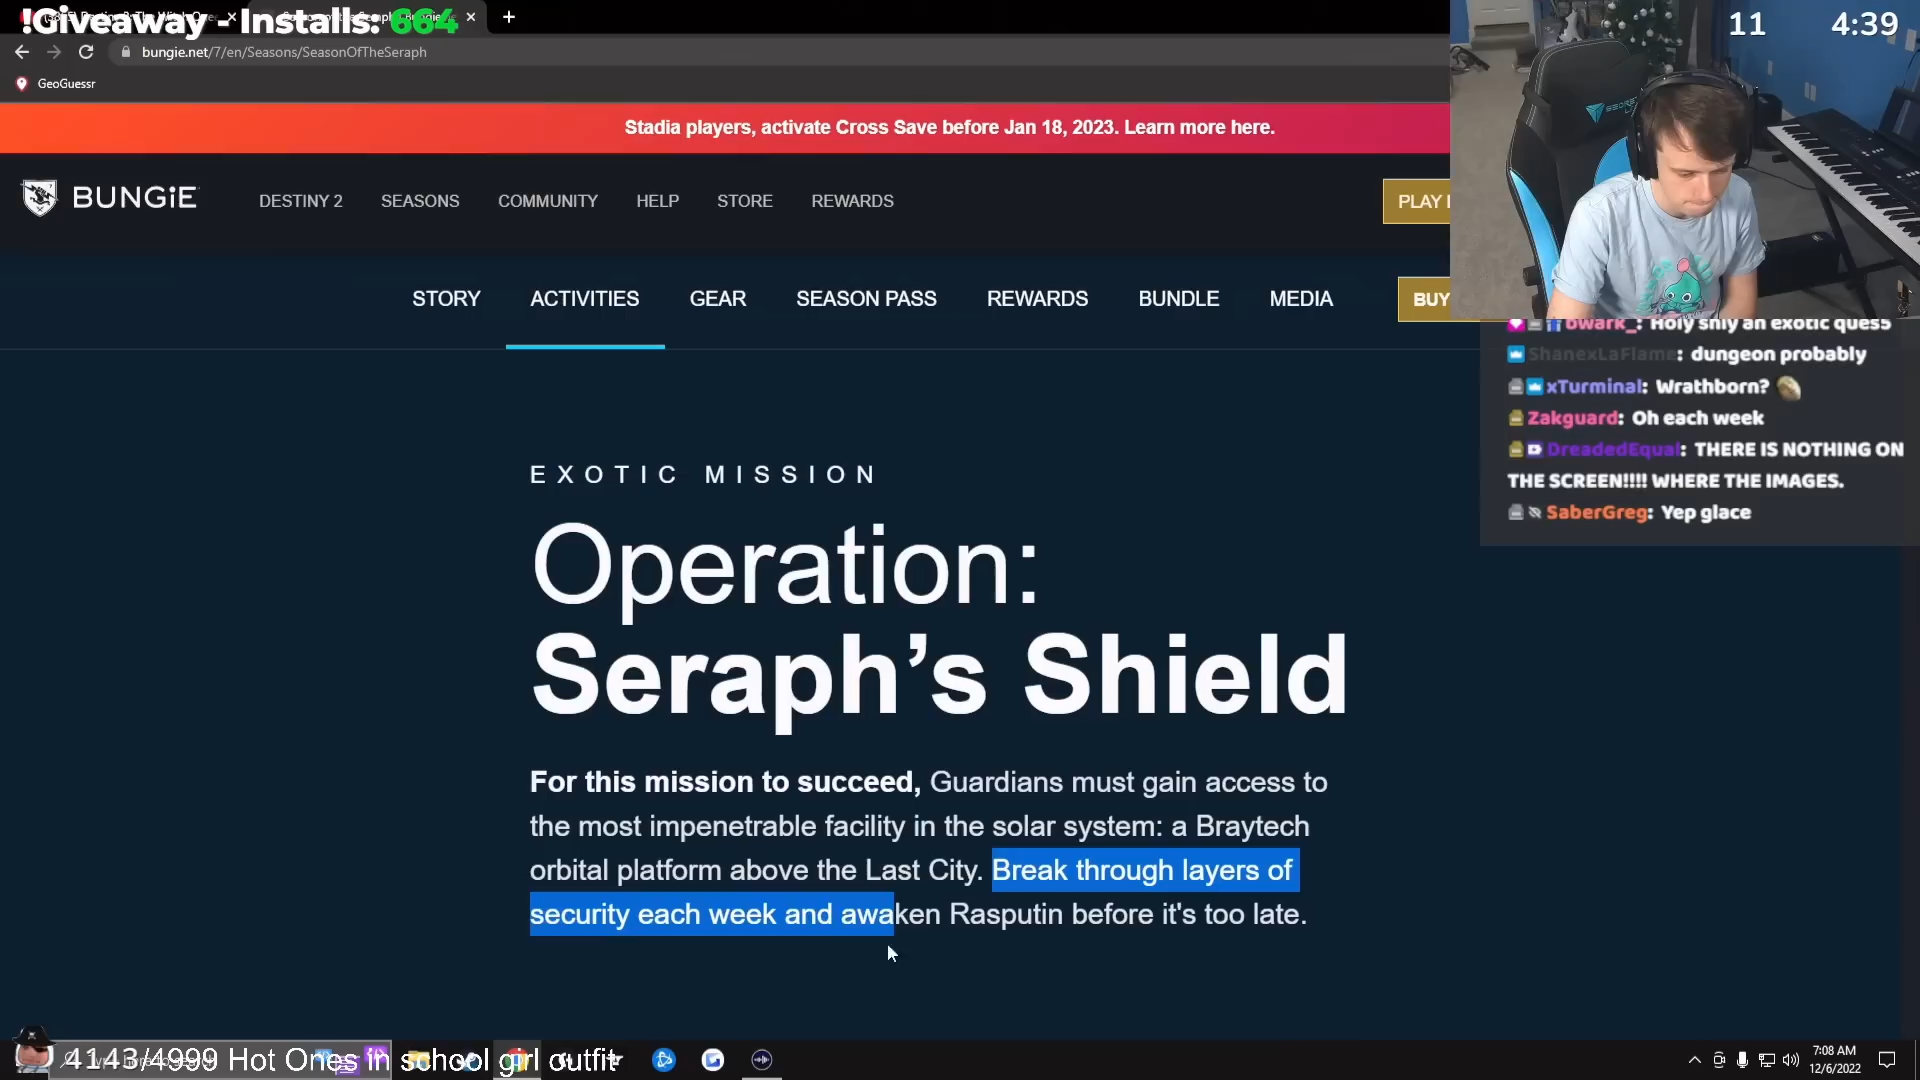 !Giveaway - Installs: 664
bungie.net/7/en/Seasons/SeasonOfTheSeraph
GeoGuessr
11 4:39
Stadia players, activate Cross Save before Jan 18, 2023. Learn more here.
BUNGiE
DESTINY 2 SEASONS COMMUNITY HELP STORE REWARDS
PLAY
STORY ACTIVITIES GEAR SEASON PASS REWARDS BUNDLE MEDIA
BUY
bwark_: Holy shiy an exotic ques5
ShanexLaFlame: dungeon probably
xTurminal: Wrathborn?
Zakguard: Oh each week
DreadedEqual: THERE IS NOTHING ON
THE SCREEN!!!! WHERE THE IMAGES.
SaberGreg: Yep glace
EXOTIC MISSION
Operation:
Seraph’s Shield
For this mission to succeed, Guardians must gain access to
the most impenetrable facility in the solar system: a Braytech
orbital platform above the Last City. Break through layers of
security each week and awaken Rasputin before it's too late.
4143/4999 Hot Ones in school girl outfit
7:08 AM
12/6/2022